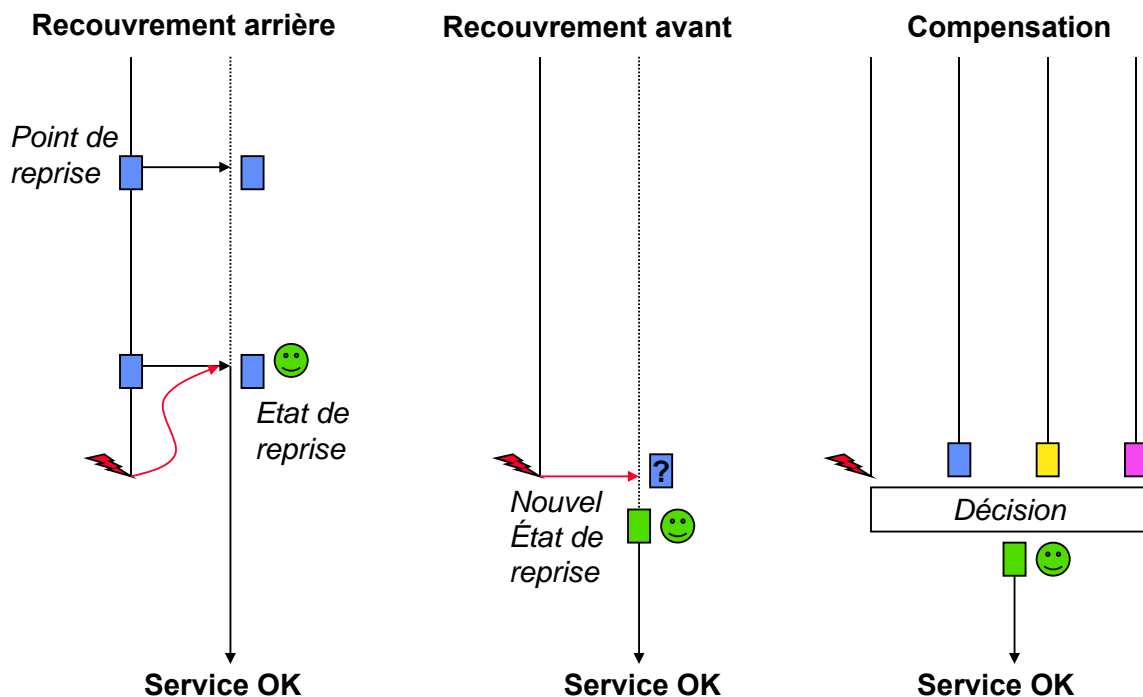 Recouvrement arrière
Recouvrement avant
Compensation
Point de
reprise
Etat de
reprise
?
Nouvel
État de
reprise
Décision
Service OK
Service OK
Service OK